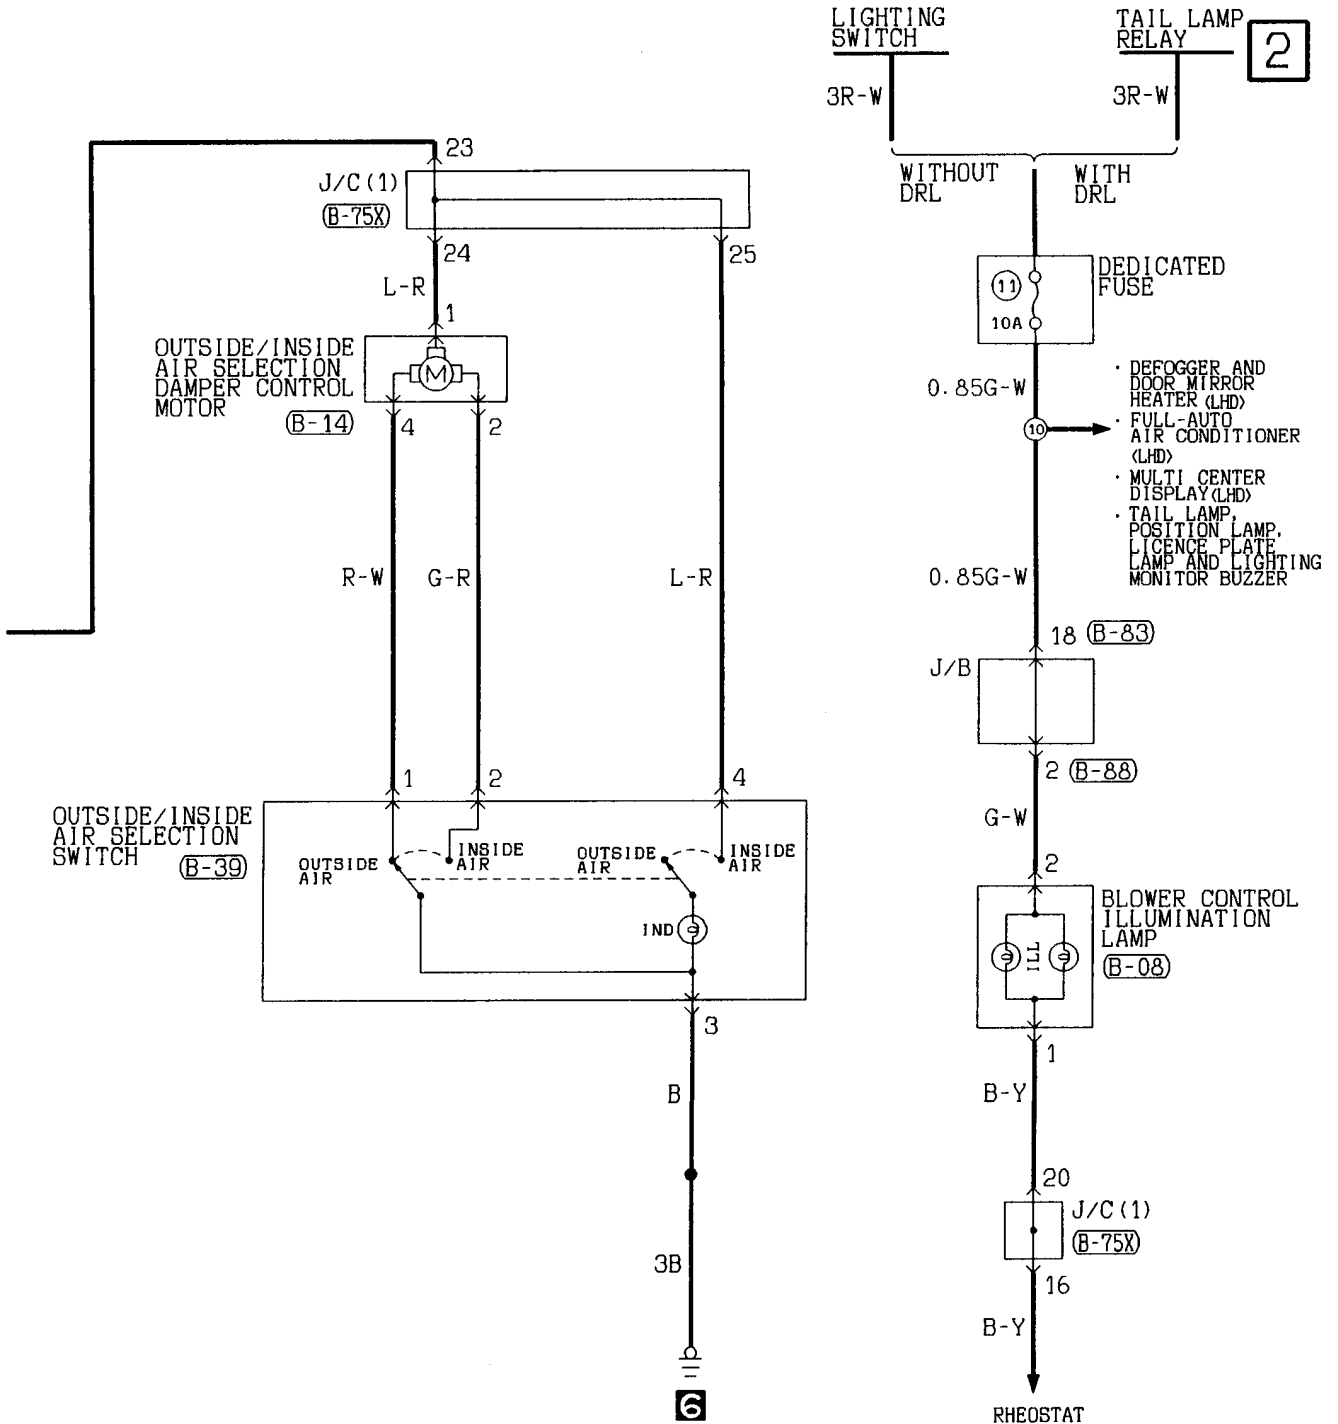 LIGHTING
SWITCH
TAIL LAMP
RELAY
2
3R-W
3R-W
WITHOUT
DRL
WITH
DRL
23
J/C(1)
B-75X
24
25
L-R
1
OUTSIDE/INSIDE
AIR SELECTION
DAMPER CONTROL
MOTOR
B-14
M
4
2
R-W
G-R
L-R
1
2
4
OUTSIDE/INSIDE
AIR SELECTION
SWITCH
B-39
OUTSIDE
AIR
INSIDE
AIR
OUTSIDE
AIR
INSIDE
AIR
IND
3
B
3B
6
DEDICATED
FUSE
11
10A
0.85G-W
10
· DEFOGGER AND
DOOR MIRROR
HEATER <LHD>
· FULL-AUTO
AIR CONDITIONER
<LHD>
· MULTI CENTER
DISPLAY<LHD>
· TAIL LAMP,
POSITION LAMP,
LICENCE PLATE
LAMP AND LIGHTING
MONITOR BUZZER
0.85G-W
18 B-83
J/B
2 B-88
G-W
2
BLOWER CONTROL
ILLUMINATION
LAMP
B-08
ILL
1
B-Y
20
J/C(1)
B-75X
16
B-Y
RHEOSTAT